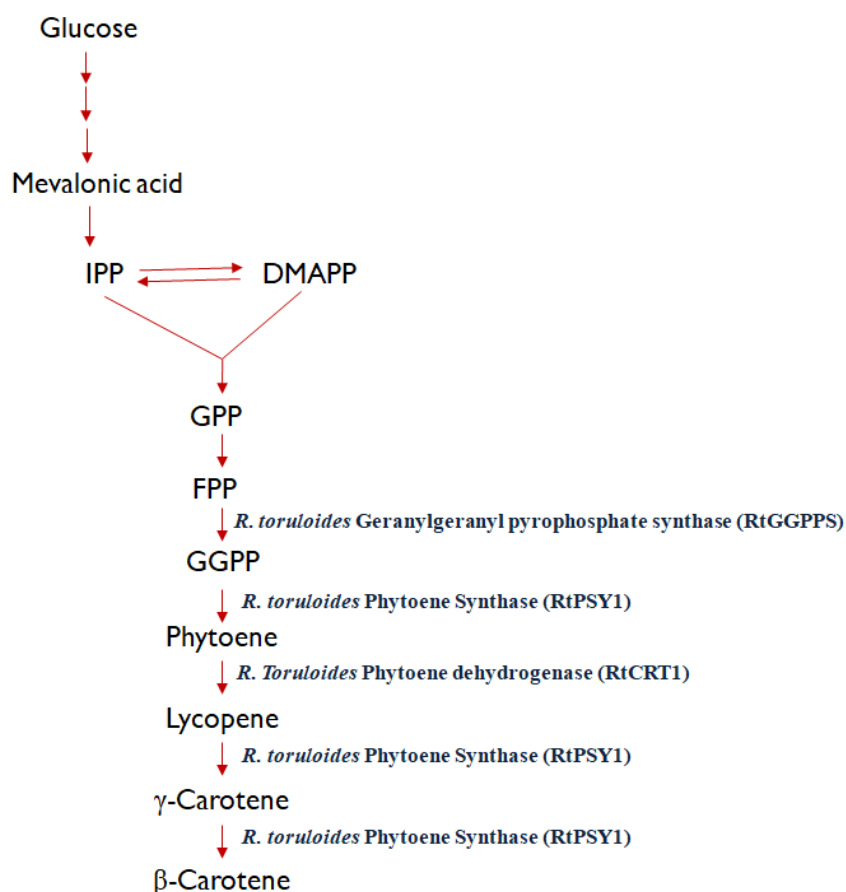 Glucose
Mevalonic acid
IPP DMAPP
GPP
FPP
R. toruloides Geranylgeranyl pyrophosphate synthase (RtGGPPS)
GGPP
R. toruloides Phytoene Synthase (RtPSY1)
Phytoene
R. Toruloides Phytoene dehydrogenase (RtCRT1)
Lycopene
R. toruloides Phytoene Synthase (RtPSY1)
γ-Carotene
R. toruloides Phytoene Synthase (RtPSY1)
β-Carotene